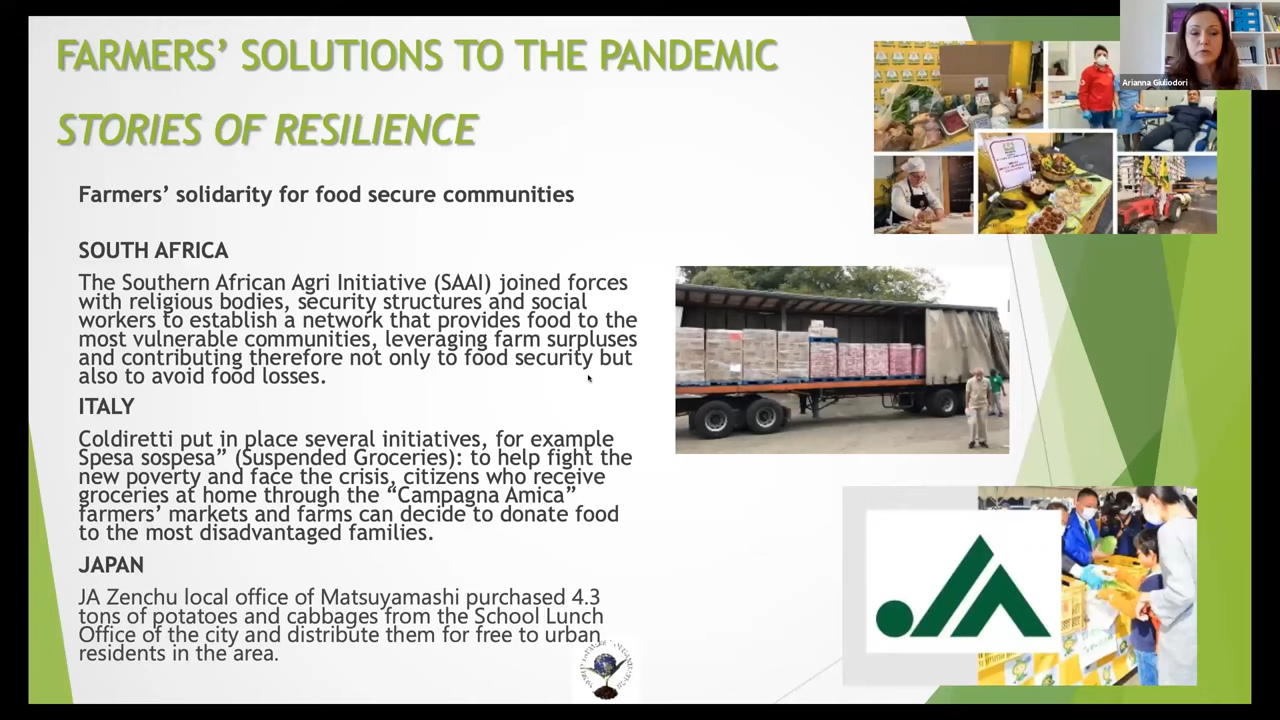 FARMERS’ SOLUTIONS TO THE PANDEMIC
STORIES OF RESILIENCE
Farmers’ solidarity for food secure communities
SOUTH AFRICA
The Southern African Agri Initiative (SAAI) joined forces
with religious bodies, security structures and social
workers to establish a network that provides food to the
most vulnerable communities, leveraging farm surpluses
and contributing therefore not only to food security but
also to avoid food losses.
ITALY
Coldiretti put in place several initiatives, for example
Spesa sospesa” (Suspended Groceries): to help fight the
new poverty and face the crisis, citizens who receive
groceries at home through the “Campagna Amica”
farmers’ markets and farms can decide to donate food
to the most disadvantaged families.
JAPAN
JA Zenchu local office of Matsuyamashi purchased 4.3
tons of potatoes and cabbages from the School Lunch
Office of the city and distribute them for free to urban
residents in the area.
Arianna Giuliodori